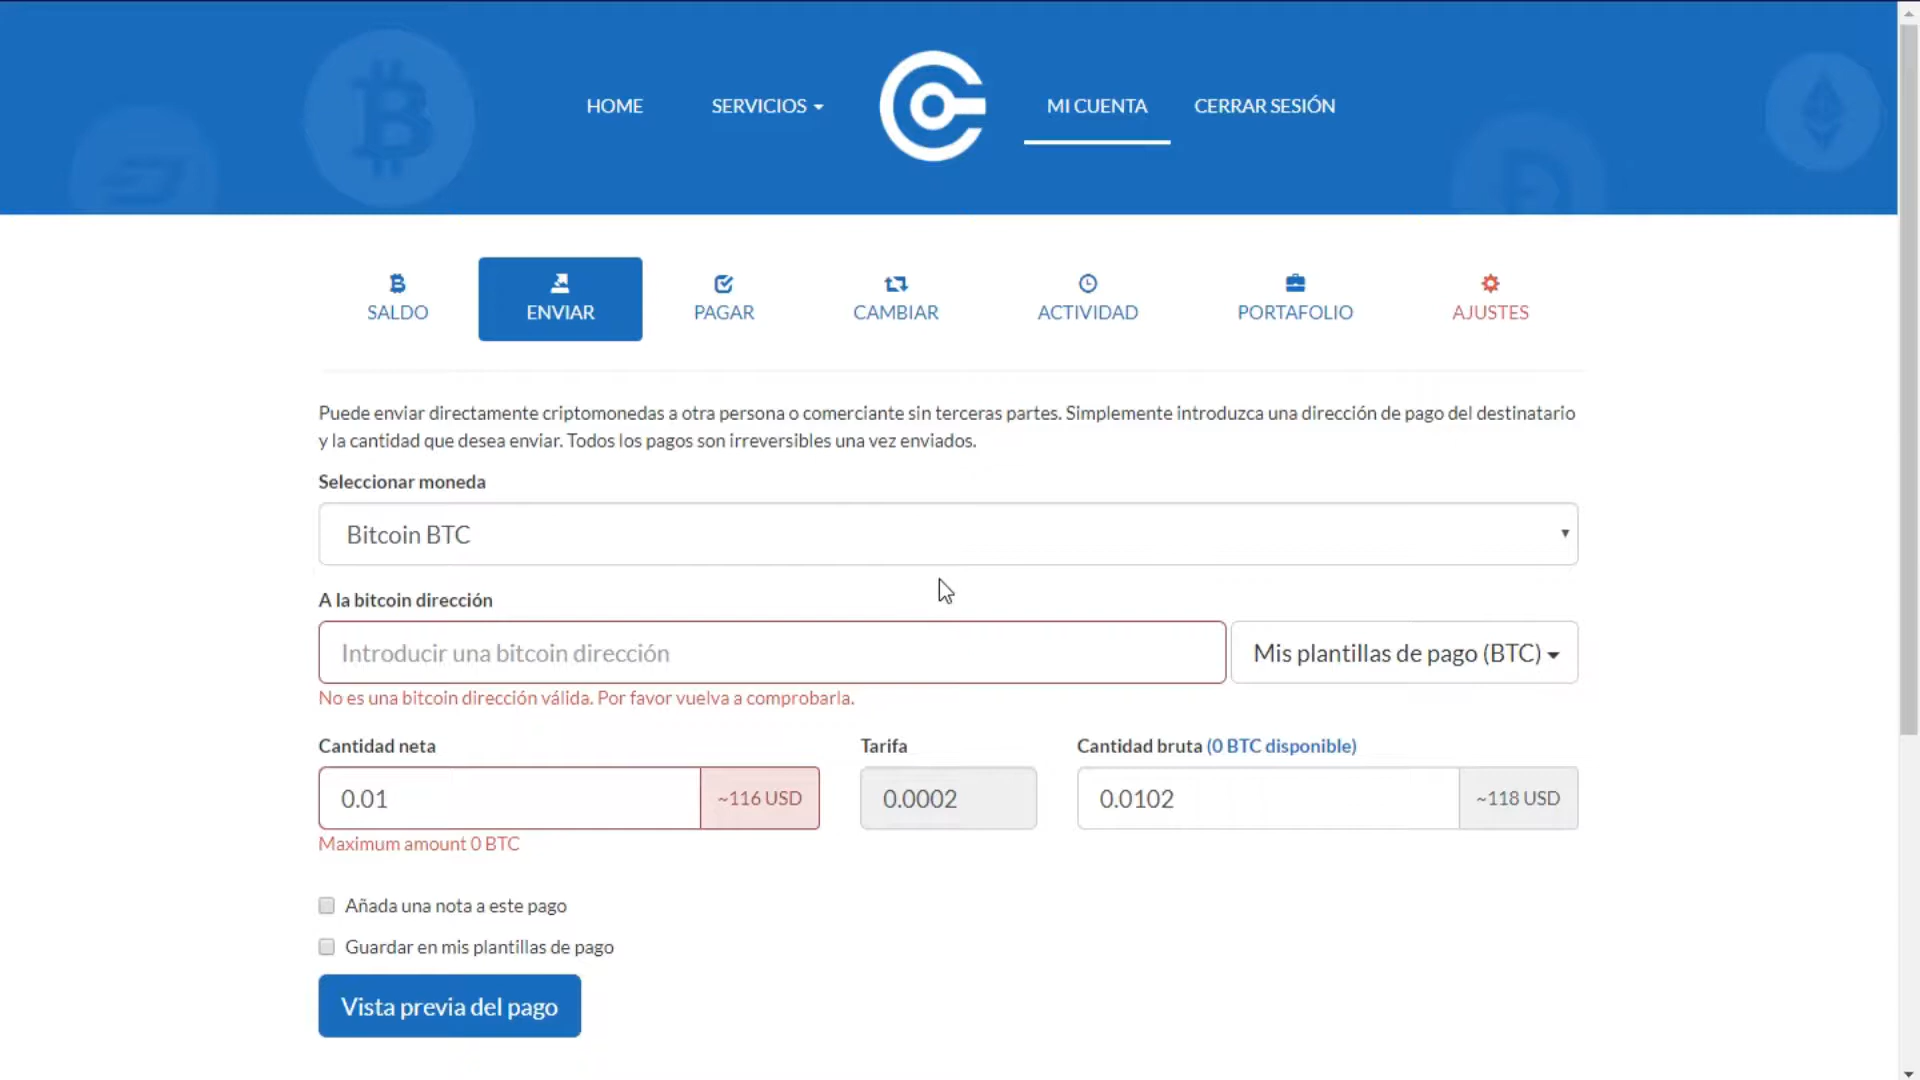 HOME SERVICIOS MI CUENTA CERRAR SESIÓN
SALDO ENVIAR PAGAR CAMBIAR ACTIVIDAD PORTAFOLIO AJUSTES
Puede enviar directamente criptomonedas a otra persona o comerciante sin terceras partes. Simplemente introduzca una dirección de pago del destinatario
y la cantidad que desea enviar. Todos los pagos son irreversibles una vez enviados.
Seleccionar moneda
Bitcoin BTC
A la bitcoin dirección
Introducir una bitcoin dirección Mis plantillas de pago (BTC)
No es una bitcoin dirección válida. Por favor vuelva a comprobarla.
Cantidad neta Tarifa Cantidad bruta (0 BTC disponible)
0.01 ~116 USD 0.0002 0.0102 ~118 USD
Maximum amount 0 BTC
Añada una nota a este pago
Guardar en mis plantillas de pago
Vista previa del pago